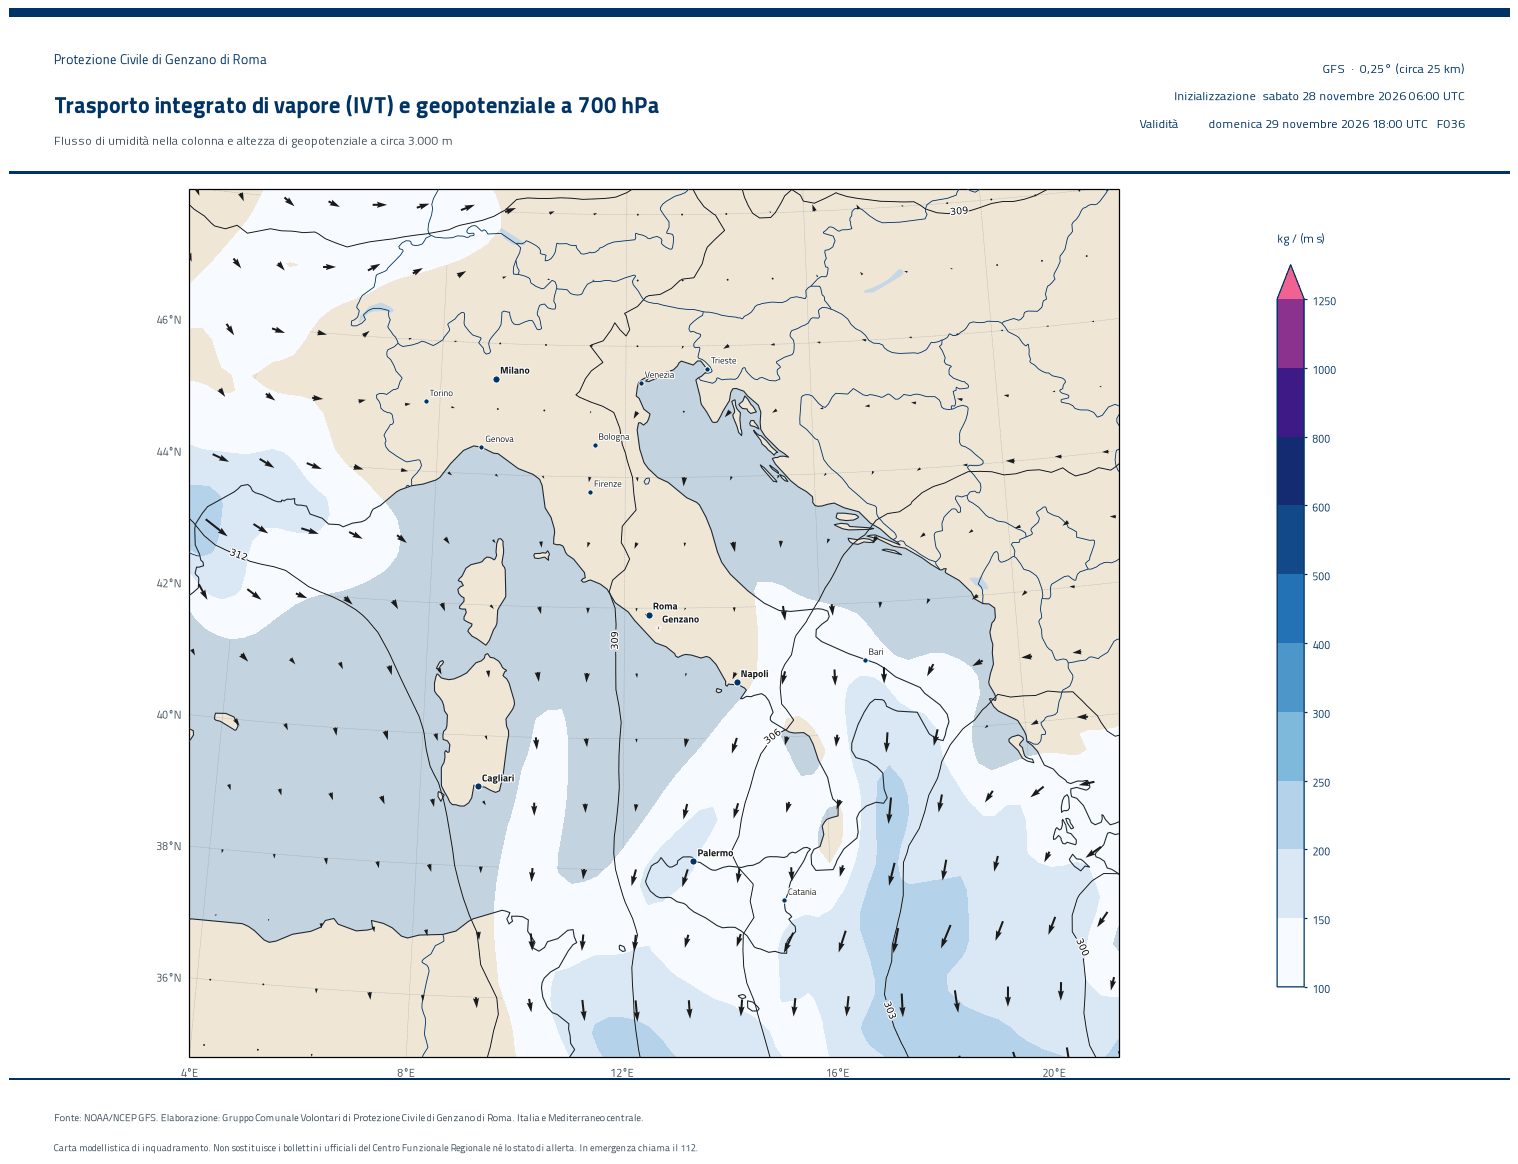 Protezione Civile di Genzano di Roma
Trasporto integrato di vapore (IVT) e geopotenziale a 700 hPa
Flusso di umidità nella colonna e altezza di geopotenziale a circa 3.000 m
GFS · 0,25° (circa 25 km)
Inizializzazione sabato 28 novembre 2026 06:00 UTC
Validità domenica 29 novembre 2026 18:00 UTC F036
kg / (m s)
1250
1000
800
600
500
400
300
250
200
150
100
46°N
44°N
42°N
40°N
38°N
36°N
4°E
8°E
12°E
16°E
20°E
309
312
309
306
303
300
Milano
Torino
Venezia
Trieste
Genova
Bologna
Firenze
Roma
Genzano
Napoli
Bari
Cagliari
Palermo
Catania
Fonte: NOAA/NCEP GFS. Elaborazione: Gruppo Comunale Volontari di Protezione Civile di Genzano di Roma. Italia e Mediterraneo centrale.
Carta modellistica di inquadramento. Non sostituisce i bollettini ufficiali del Centro Funzionale Regionale né lo stato di allerta. In emergenza chiama il 112.